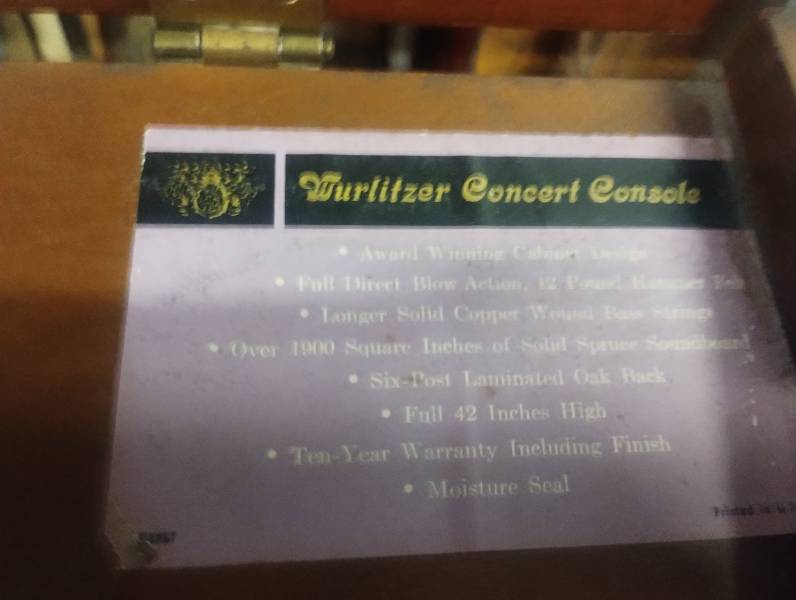 Wurlitzer Concert Console
• Award Winning Cabinet Design
• Full Direct Blow Action, 12 Pound Hammer Felt
• Longer Solid Copper Wound Bass Strings
• Over 1900 Square Inches of Solid Spruce Soundboard
• Six-Post Laminated Oak Back
• Full 42 Inches High
• Ten-Year Warranty Including Finish
• Moisture Seal
Printed in U.